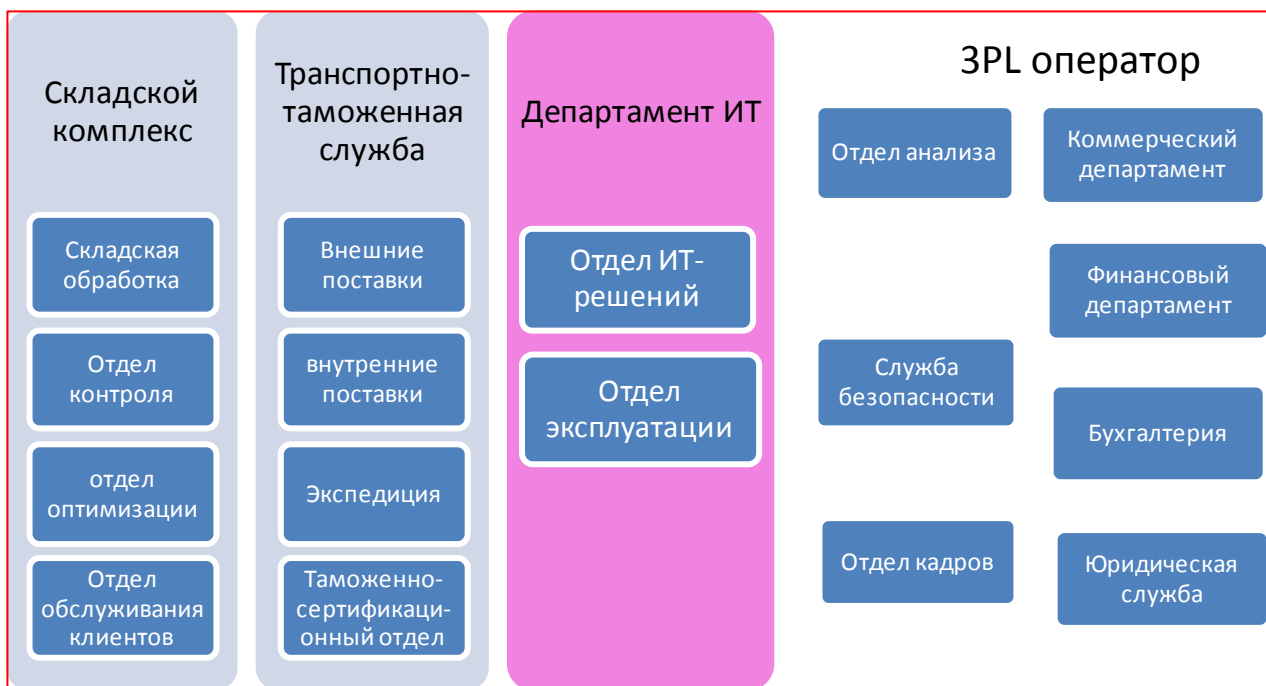 Складской
комплекс
Складская
обработка
Отдел
контроля
отдел
оптимизации
Отдел
обслуживания
клиентов
Транспортно-
таможенная
служба
Внешние
поставки
внутренние
поставки
Экспедиция
Таможенно-
сертификаци-
онный отдел
Департамент ИТ
Отдел ИТ-
решений
Отдел
эксплуатации
3PL оператор
Отдел анализа
Коммерческий
департамент
Финансовый
департамент
Служба
безопасности
Бухгалтерия
Отдел кадров
Юридическая
служба